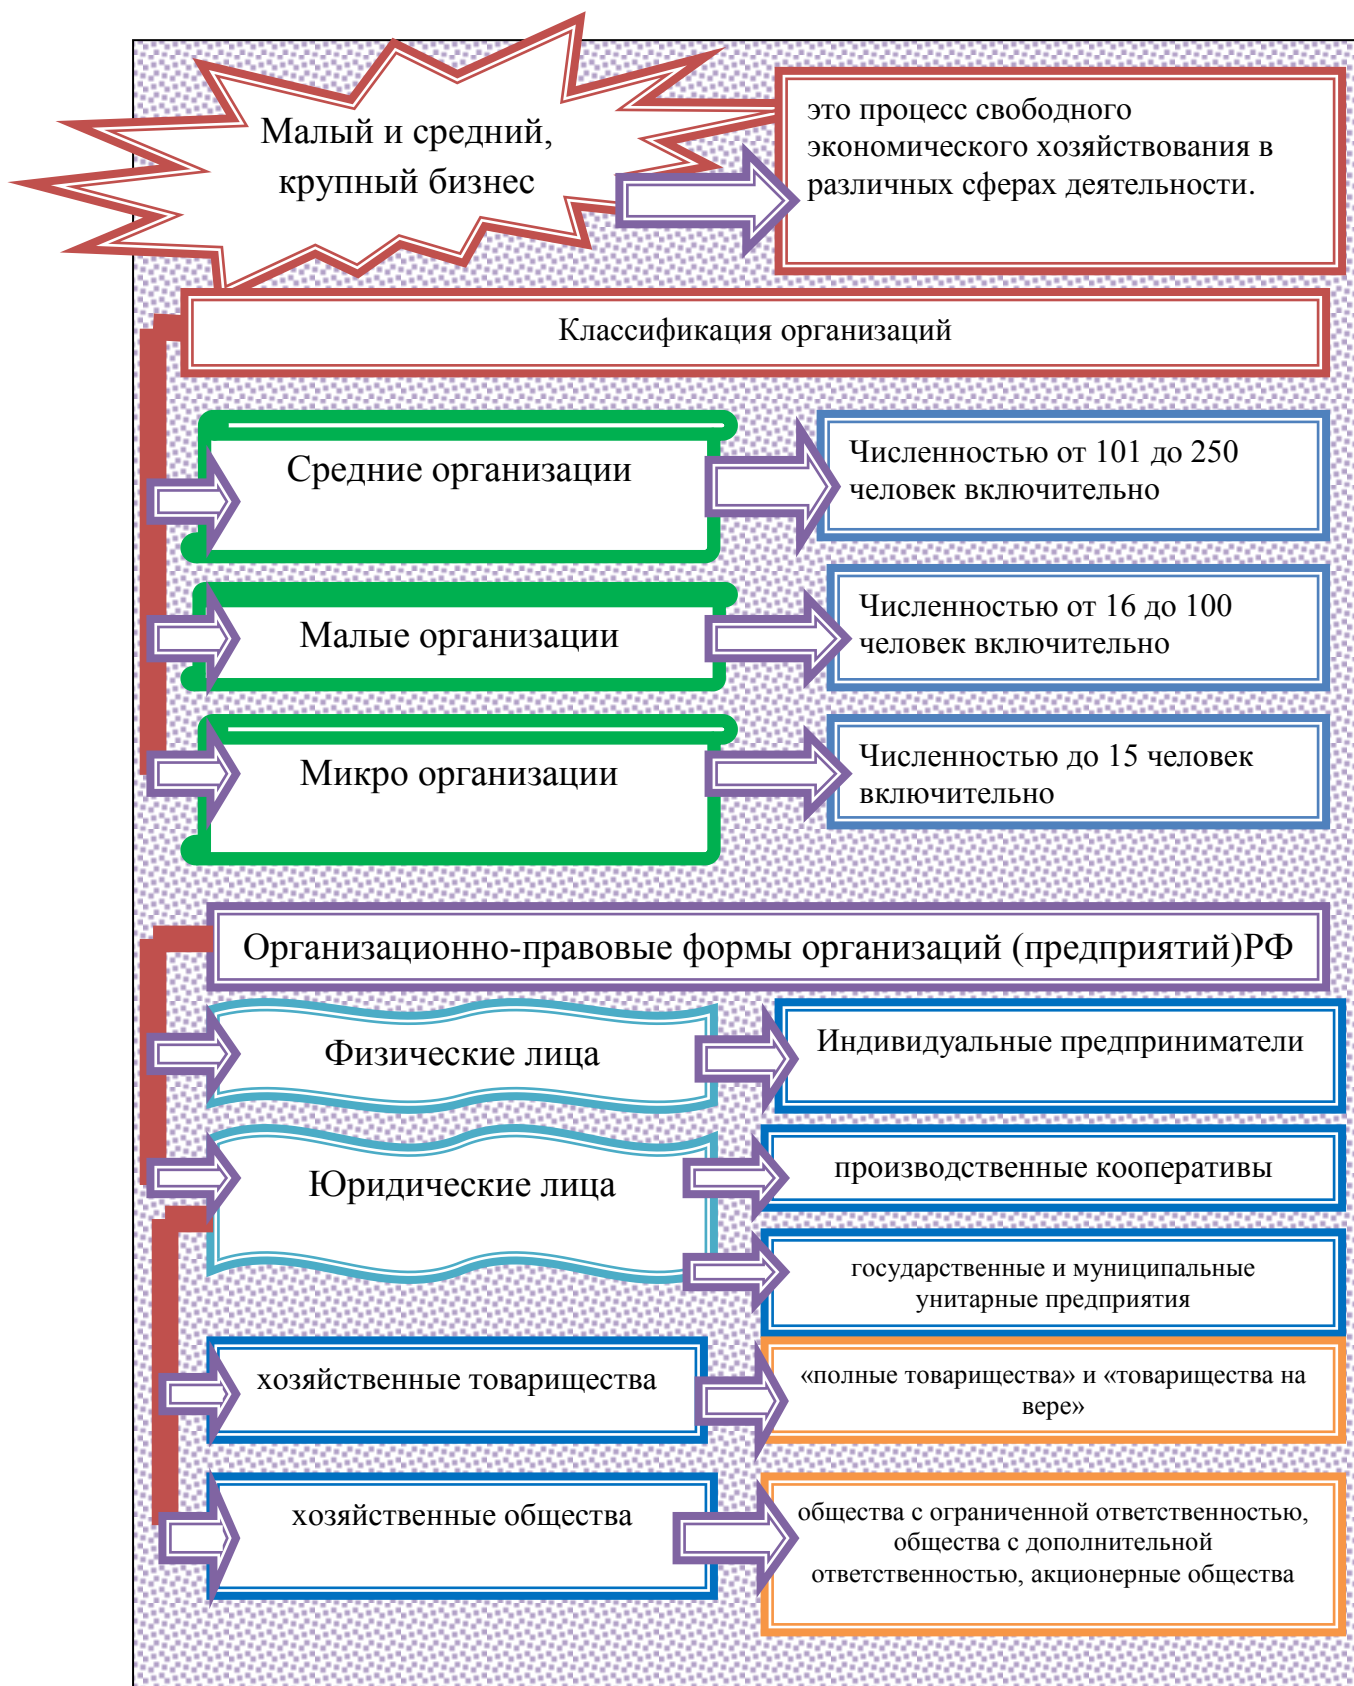 Малый и средний,
крупный бизнес
это процесс свободного
экономического хозяйствования в
различных сферах деятельности.
Классификация организаций
Средние организации
Численностью от 101 до 250
человек включительно
Малые организации
Численностью от 16 до 100
человек включительно
Микро организации
Численностью до 15 человек
включительно
Организационно-правовые формы организаций (предприятий)РФ
Физические лица
Индивидуальные предприниматели
Юридические лица
производственные кооперативы
государственные и муниципальные
унитарные предприятия
хозяйственные товарищества
«полные товарищества» и «товарищества на
вере»
хозяйственные общества
общества с ограниченной ответственностью,
общества с дополнительной
ответственностью, акционерные общества